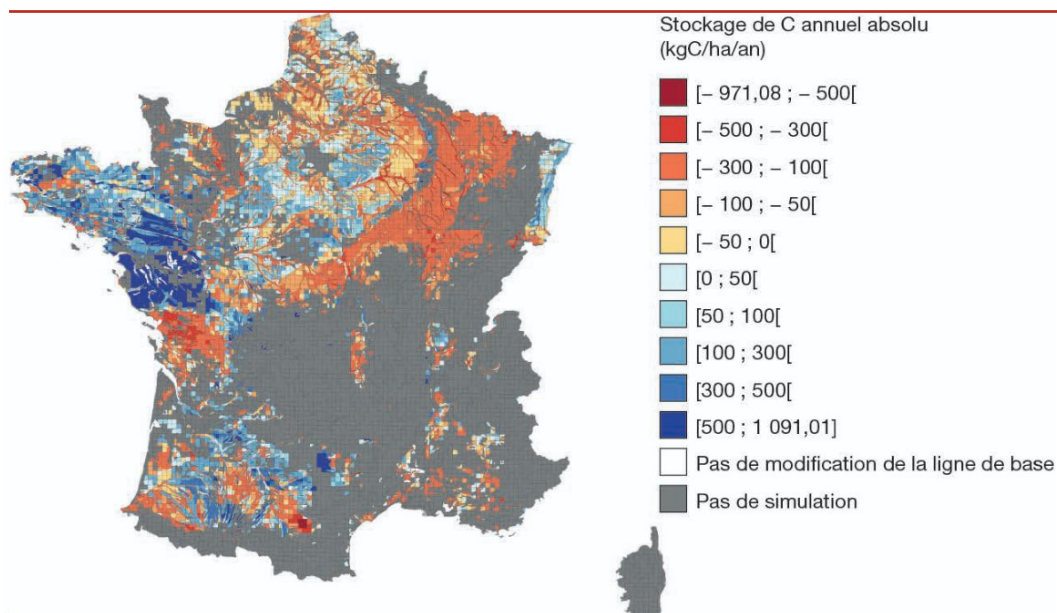 Stockage de C annuel absolu
(kgC/ha/an)
[– 971,08 ; – 500[
[– 500 ; – 300[
[– 300 ; – 100[
[– 100 ; – 50[
[– 50 ; 0[
[0 ; 50[
[50 ; 100[
[100 ; 300[
[300 ; 500[
[500 ; 1 091,01]
Pas de modification de la ligne de base
Pas de simulation